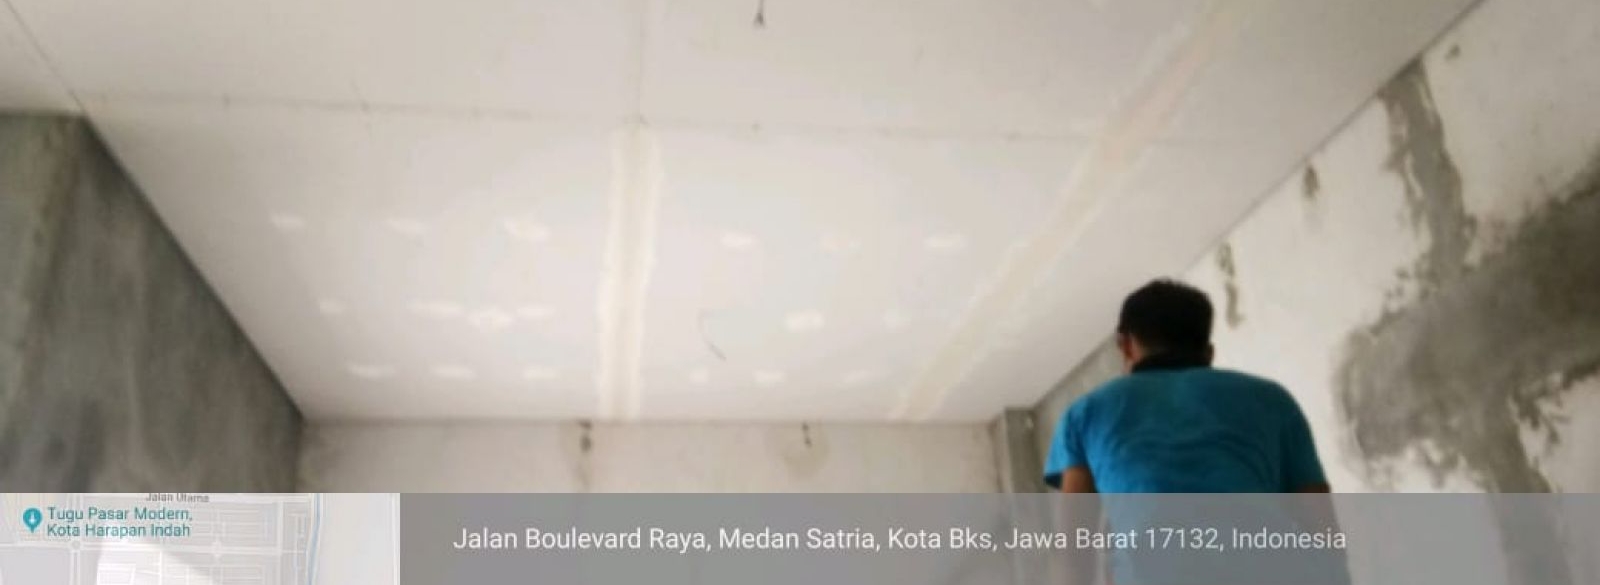 Jalan Utama
Tugu Pasar Modern,
Kota Harapan Indah
Jalan Boulevard Raya, Medan Satria, Kota Bks, Jawa Barat 17132, Indonesia